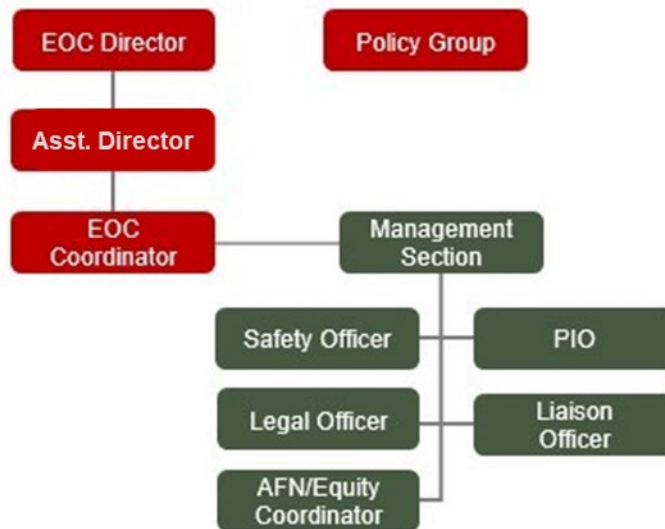 EOC Director
Policy Group
Asst. Director
EOC
Coordinator
Management
Section
Safety Officer
PIO
Legal Officer
Liaison
Officer
AFN/Equity
Coordinator